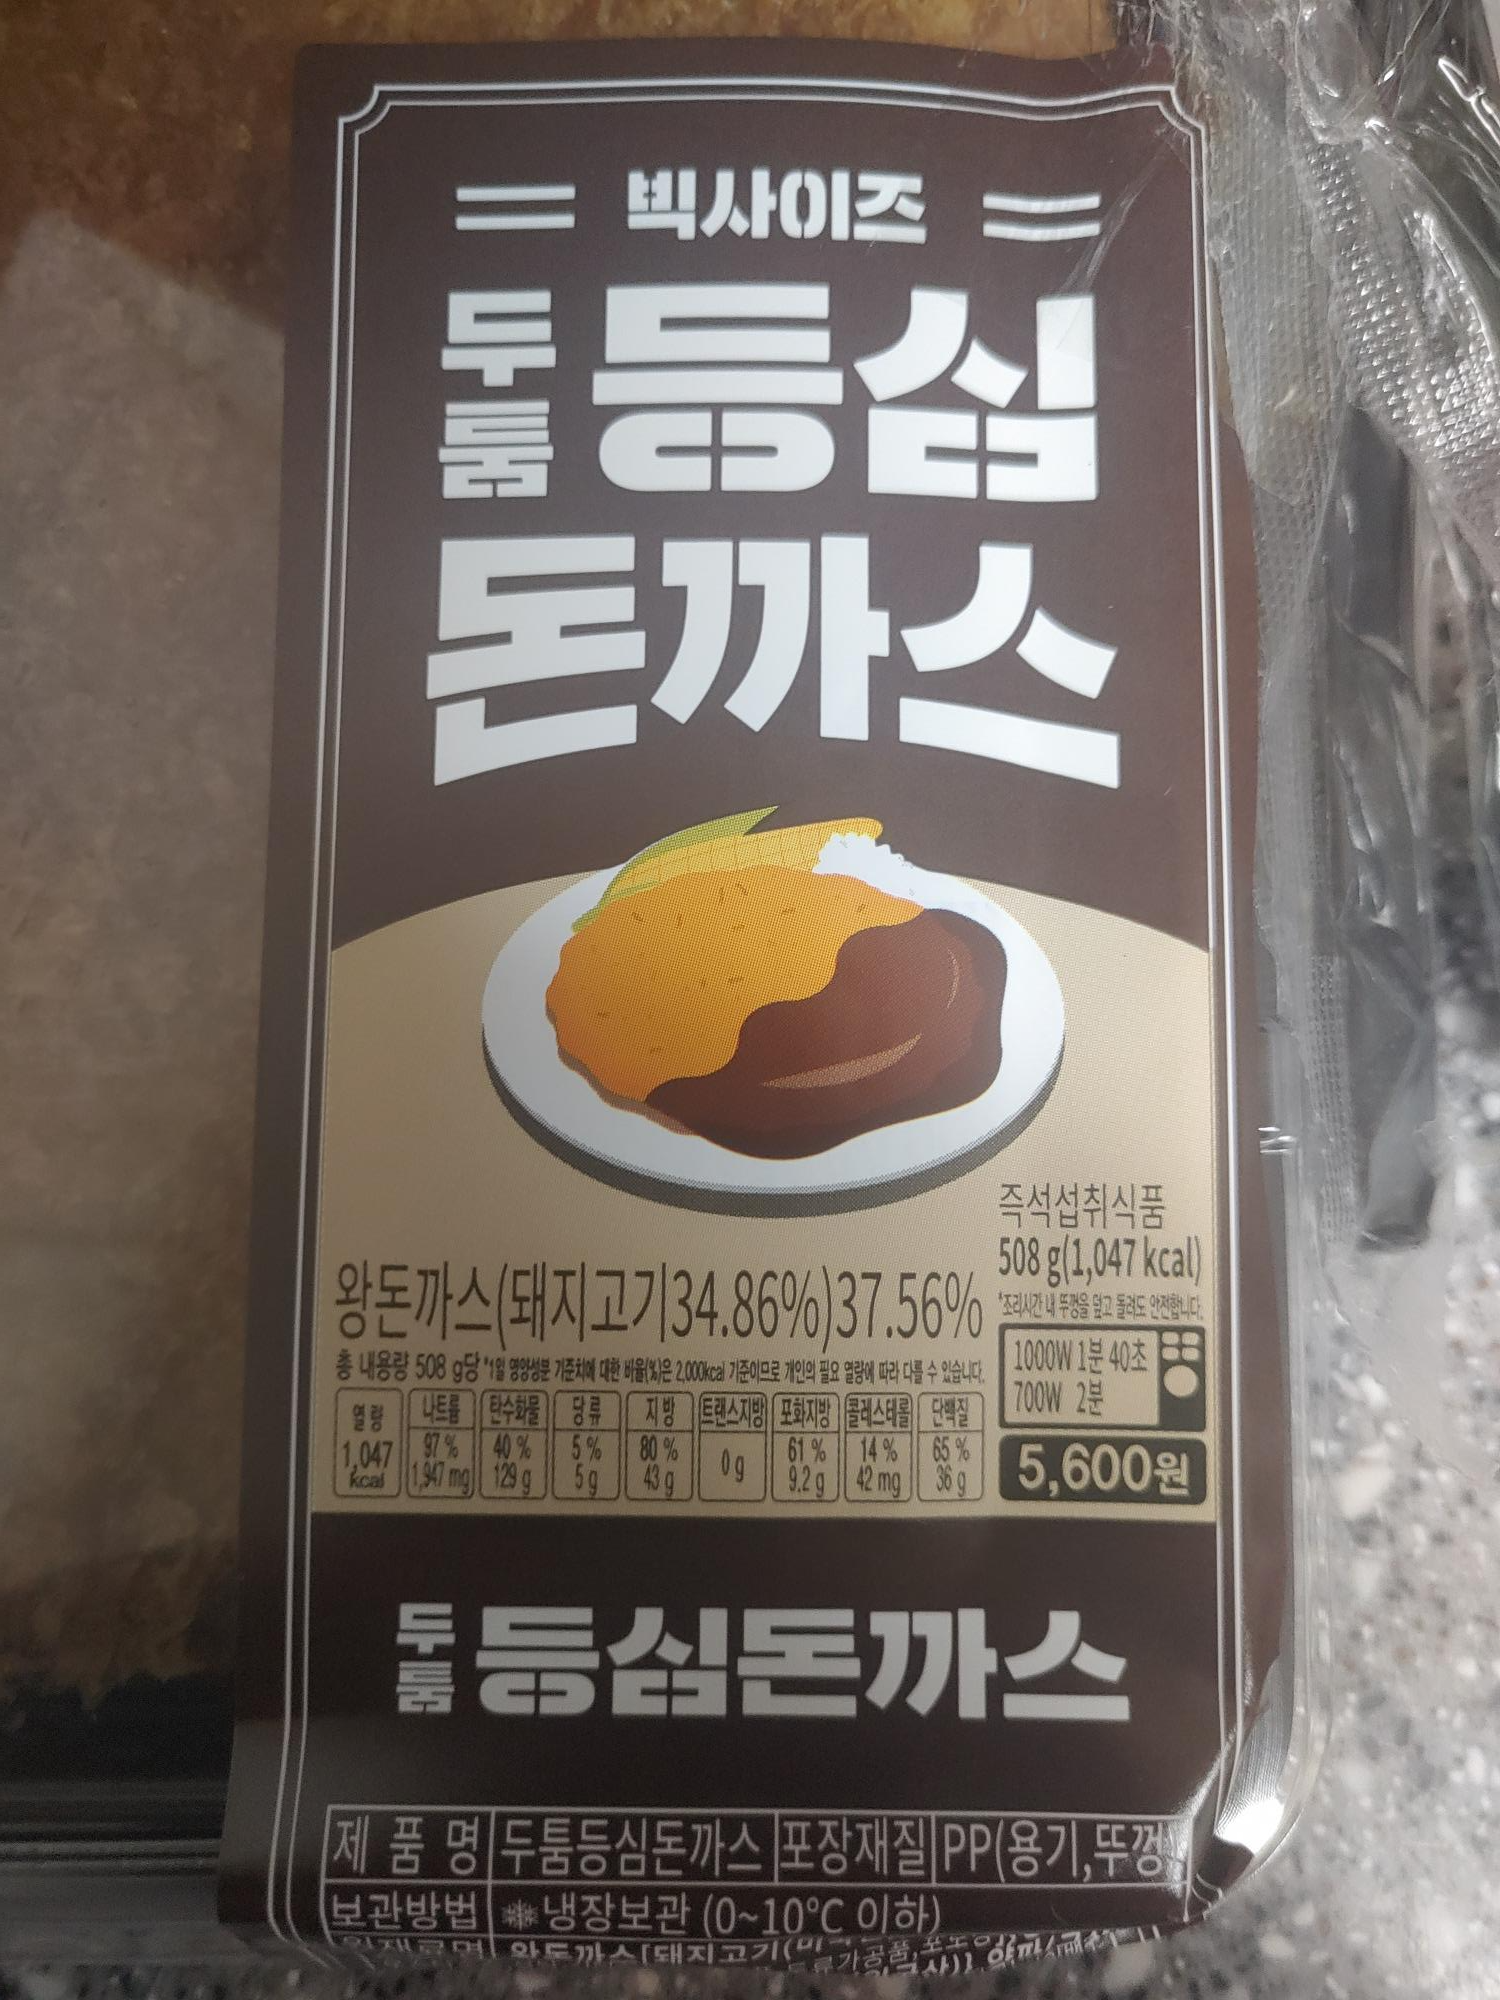 빅사이즈
두툼 등심
돈까스
즉석섭취식품
508 g(1,047 kcal)
*조리시간 내 뚜껑을 덮고 돌려도 안전합니다.
왕돈까스(돼지고기34.86%)37.56%
1000W 1분 40초
700W 2분
총 내용량 508 g당 *1일 영양성분 기준치에 대한 비율(%)은 2,000kcal 기준이므로 개인의 필요 열량에 따라 다를 수 있습니다.
열량 나트륨 탄수화물 당류 지방 트랜스지방 포화지방 콜레스테롤 단백질
1,047 kcal 97 % 40 % 5 % 80 % 0 g 61 % 14 % 65 %
1,947 mg 129 g 5 g 43 g 9.2 g 42 mg 36 g
5,600원
두툼 등심돈까스
제 품 명 두툼등심돈까스 포장재질 PP(용기,뚜껑
보관방법 냉장보관 (0~10℃ 이하)
왕돈까스[돼지고기(